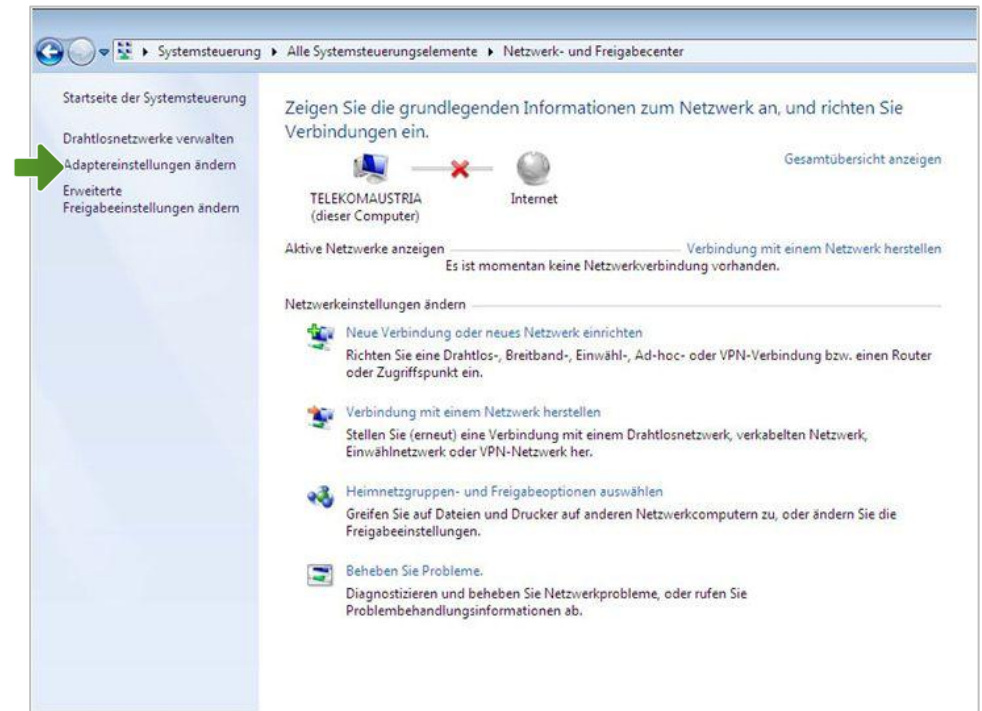 Systemsteuerung ▸ Alle Systemsteuerungselemente ▸ Netzwerk- und Freigabecenter
Startseite der Systemsteuerung
Drahtlosnetzwerke verwalten
Adaptereinstellungen ändern
Erweiterte
Freigabeeinstellungen ändern
Zeigen Sie die grundlegenden Informationen zum Netzwerk an, und richten Sie
Verbindungen ein.
Gesamtübersicht anzeigen
TELEKOMAUSTRIA Internet
(dieser Computer)
Aktive Netzwerke anzeigen Verbindung mit einem Netzwerk herstellen
Es ist momentan keine Netzwerkverbindung vorhanden.
Netzwerkeinstellungen ändern
Neue Verbindung oder neues Netzwerk einrichten
Richten Sie eine Drahtlos-, Breitband-, Einwähl-, Ad-hoc- oder VPN-Verbindung bzw. einen Router
oder Zugriffspunkt ein.
Verbindung mit einem Netzwerk herstellen
Stellen Sie (erneut) eine Verbindung mit einem Drahtlosnetzwerk, verkabelten Netzwerk,
Einwählnetzwerk oder VPN-Netzwerk her.
Heimnetzgruppen- und Freigabeoptionen auswählen
Greifen Sie auf Dateien und Drucker auf anderen Netzwerkcomputern zu, oder ändern Sie die
Freigabeeinstellungen.
Beheben Sie Probleme.
Diagnostizieren und beheben Sie Netzwerkprobleme, oder rufen Sie
Problembehandlungsinformationen ab.